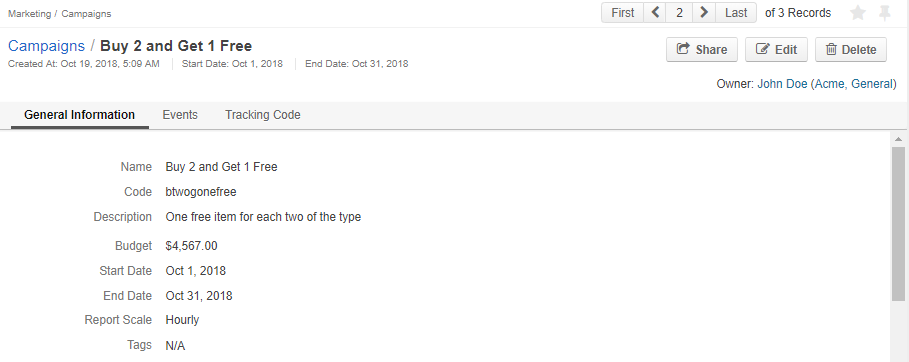 Marketing / Campaigns
First 2 Last of 3 Records
Campaigns / Buy 2 and Get 1 Free
Share Edit Delete
Created At: Oct 19, 2018, 5:09 AM Start Date: Oct 1, 2018 End Date: Oct 31, 2018
Owner: John Doe (Acme, General)
General Information Events Tracking Code
Name Buy 2 and Get 1 Free
Code btwogonefree
Description One free item for each two of the type
Budget $4,567.00
Start Date Oct 1, 2018
End Date Oct 31, 2018
Report Scale Hourly
Tags N/A